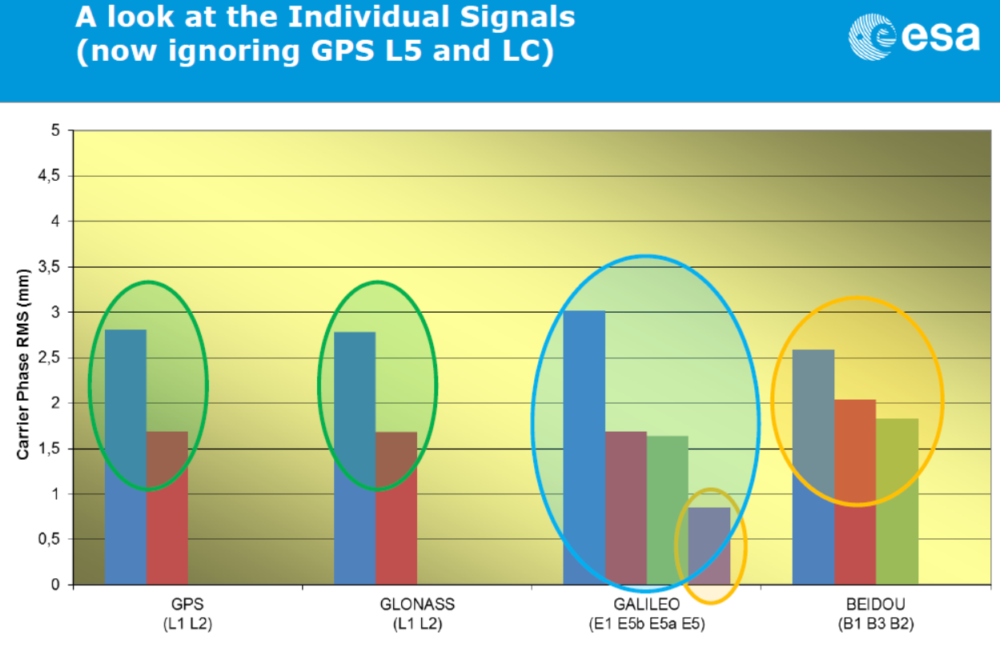 A look at the Individual Signals
(now ignoring GPS L5 and LC)
esa
5
4,5
4
3,5
3
2,5
2
1,5
1
0,5
0
Carrier Phase RMS (mm)
GPS
(L1 L2)
GLONASS
(L1 L2)
GALILEO
(E1 E5b E5a E5)
BEIDOU
(B1 B3 B2)